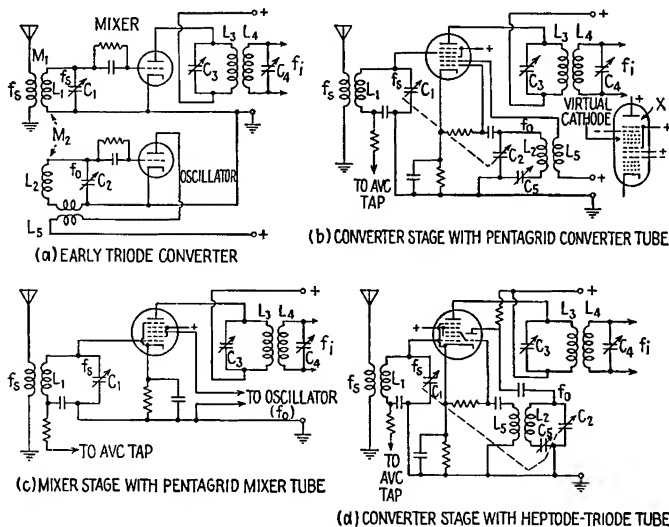 MIXER
M₁
fₛ
L₁
fₛ
C₁
C₃
L₃
L₄
C₄
fᵢ
+
M₂
L₂
f₀
C₂
OSCILLATOR
L₅
+
(a) EARLY TRIODE CONVERTER
fₛ
L₁
fₛ
C₁
+
C₃
L₃
L₄
C₄
fᵢ
+
VIRTUAL
CATHODE
X
+
+
±
f₀
C₂
L₂
L₅
C₅
+
TO AVC
TAP
(b) CONVERTER STAGE WITH PENTAGRID CONVERTER TUBE
fₛ
L₁
fₛ
C₁
+
C₃
L₃
L₄
C₄
fᵢ
+
TO OSCILLATOR
(f₀)
TO AVC TAP
(c) MIXER STAGE WITH PENTAGRID MIXER TUBE
fₛ
L₁
fₛ
C₁
+
C₃
L₃
L₄
C₄
fᵢ
+
f₀
L₅
L₂
C₅
C₂
TO
AVC
TAP
(d) CONVERTER STAGE WITH HEPTODE-TRIODE TUBE